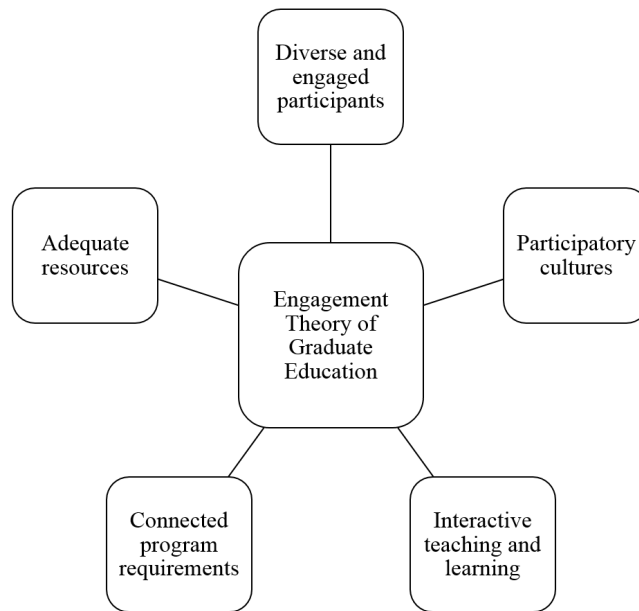 Diverse and
engaged
participants
Adequate
resources
Participatory
cultures
Engagement
Theory of
Graduate
Education
Connected
program
requirements
Interactive
teaching and
learning